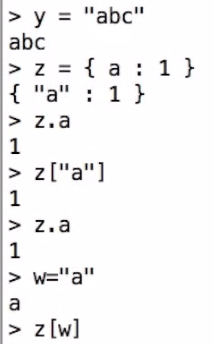 > y = "abc"
abc
> z = { a : 1 }
{ "a" : 1 }
> z.a
1
> z["a"]
1
> z.a
1
> w="a"
a
> z[w]